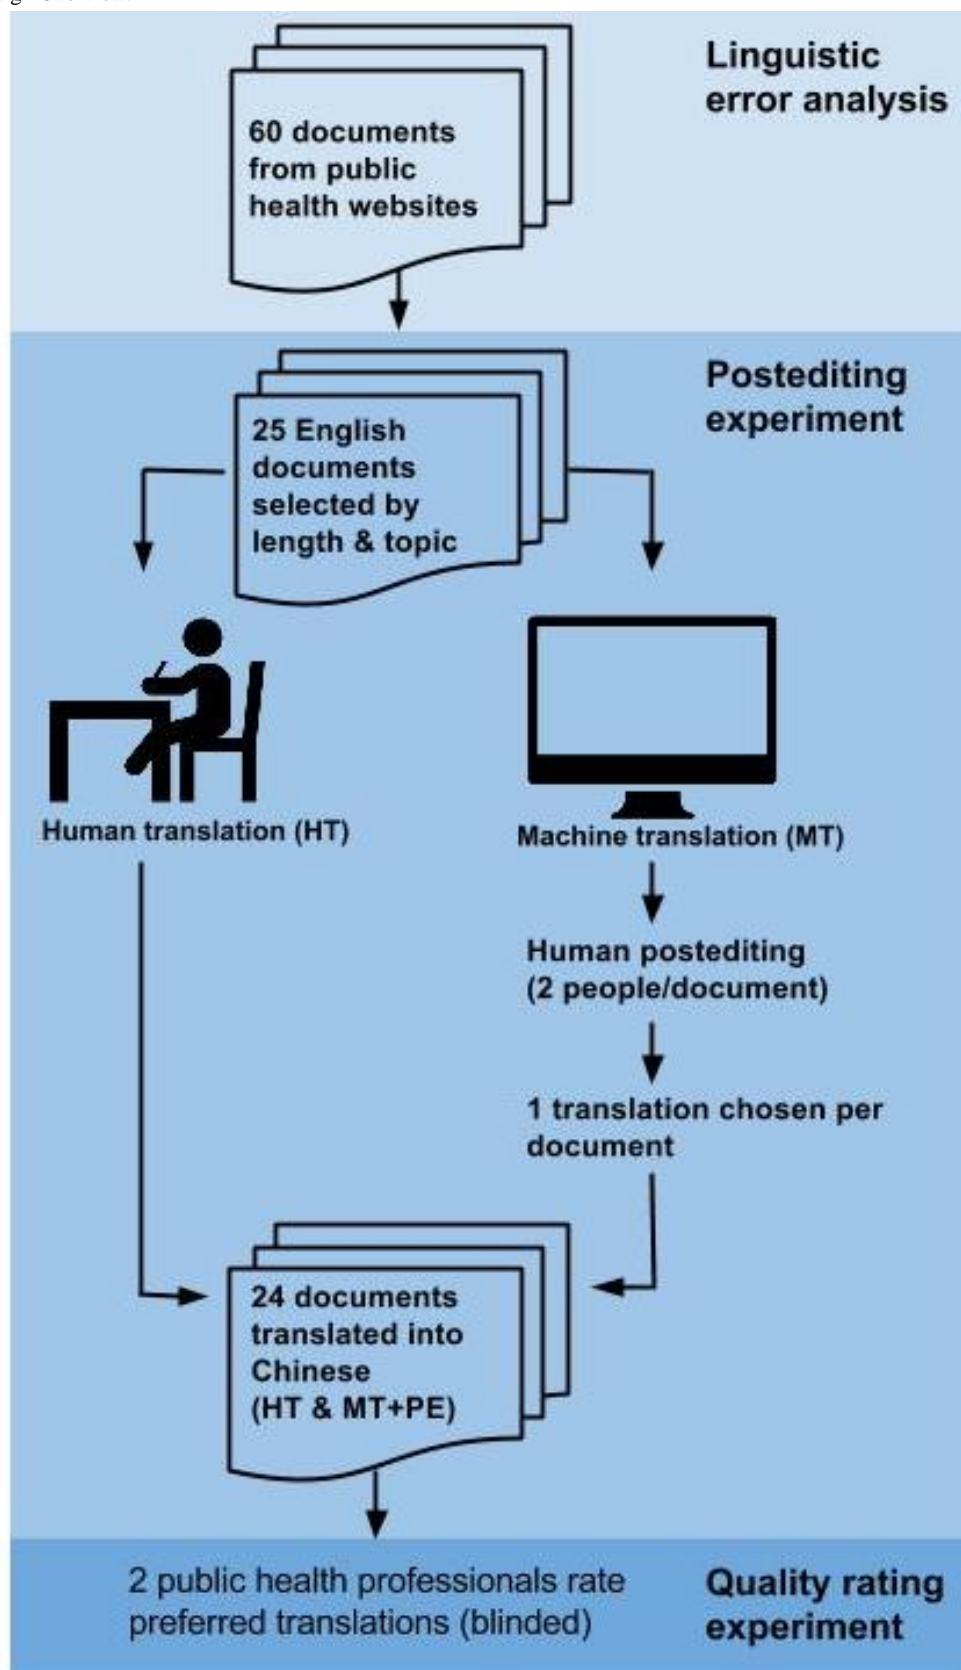 Linguistic
error analysis
60 documents
from public
health websites
Postediting
experiment
25 English
documents
selected by
length & topic
Human translation (HT)
Machine translation (MT)
Human postediting
(2 people/document)
1 translation chosen per
document
24 documents
translated into
Chinese
(HT & MT+PE)
2 public health professionals rate
preferred translations (blinded)
Quality rating
experiment